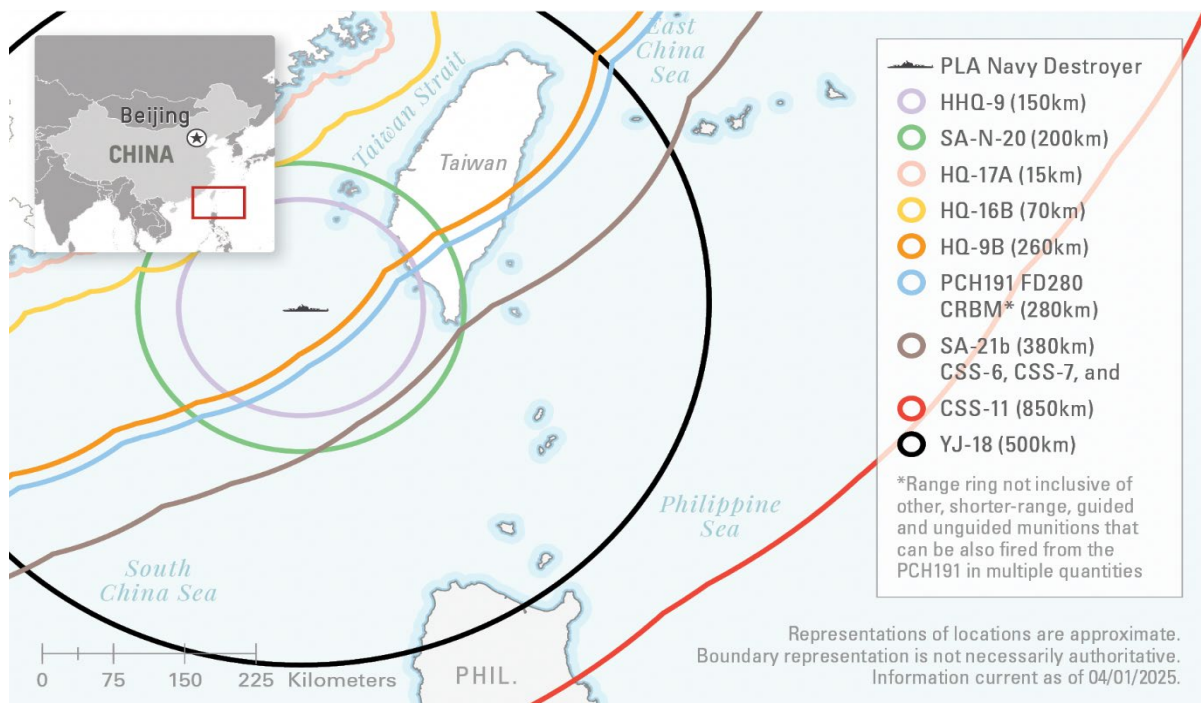 Beijing
CHINA
Taiwan Strait
East
China
Sea
Taiwan
Philippine
Sea
South
China Sea
PHIL.
0 75 150 225 Kilometers
PLA Navy Destroyer
HHQ-9 (150km)
SA-N-20 (200km)
HQ-17A (15km)
HQ-16B (70km)
HQ-9B (260km)
PCH191 FD280
CRBM* (280km)
SA-21b (380km)
CSS-6, CSS-7, and
CSS-11 (850km)
YJ-18 (500km)
*Range ring not inclusive of
other, shorter-range, guided
and unguided munitions that
can be also fired from the
PCH191 in multiple quantities
Representations of locations are approximate.
Boundary representation is not necessarily authoritative.
Information current as of 04/01/2025.